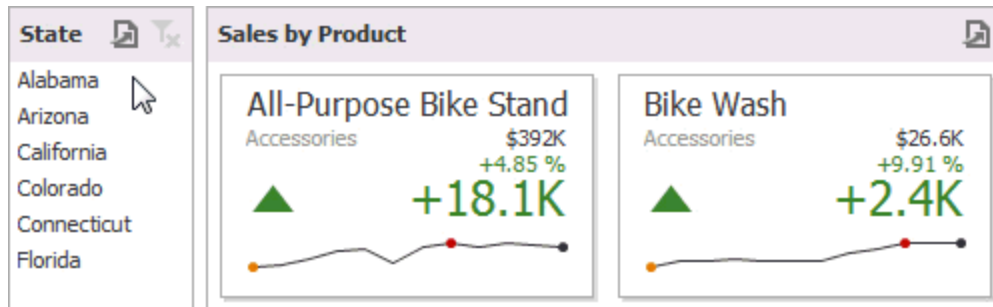 State
Alabama
Arizona
California
Colorado
Connecticut
Florida
Sales by Product
All-Purpose Bike Stand
Accessories $392K
+4.85 %
+18.1K
Bike Wash
Accessories $26.6K
+9.91 %
+2.4K